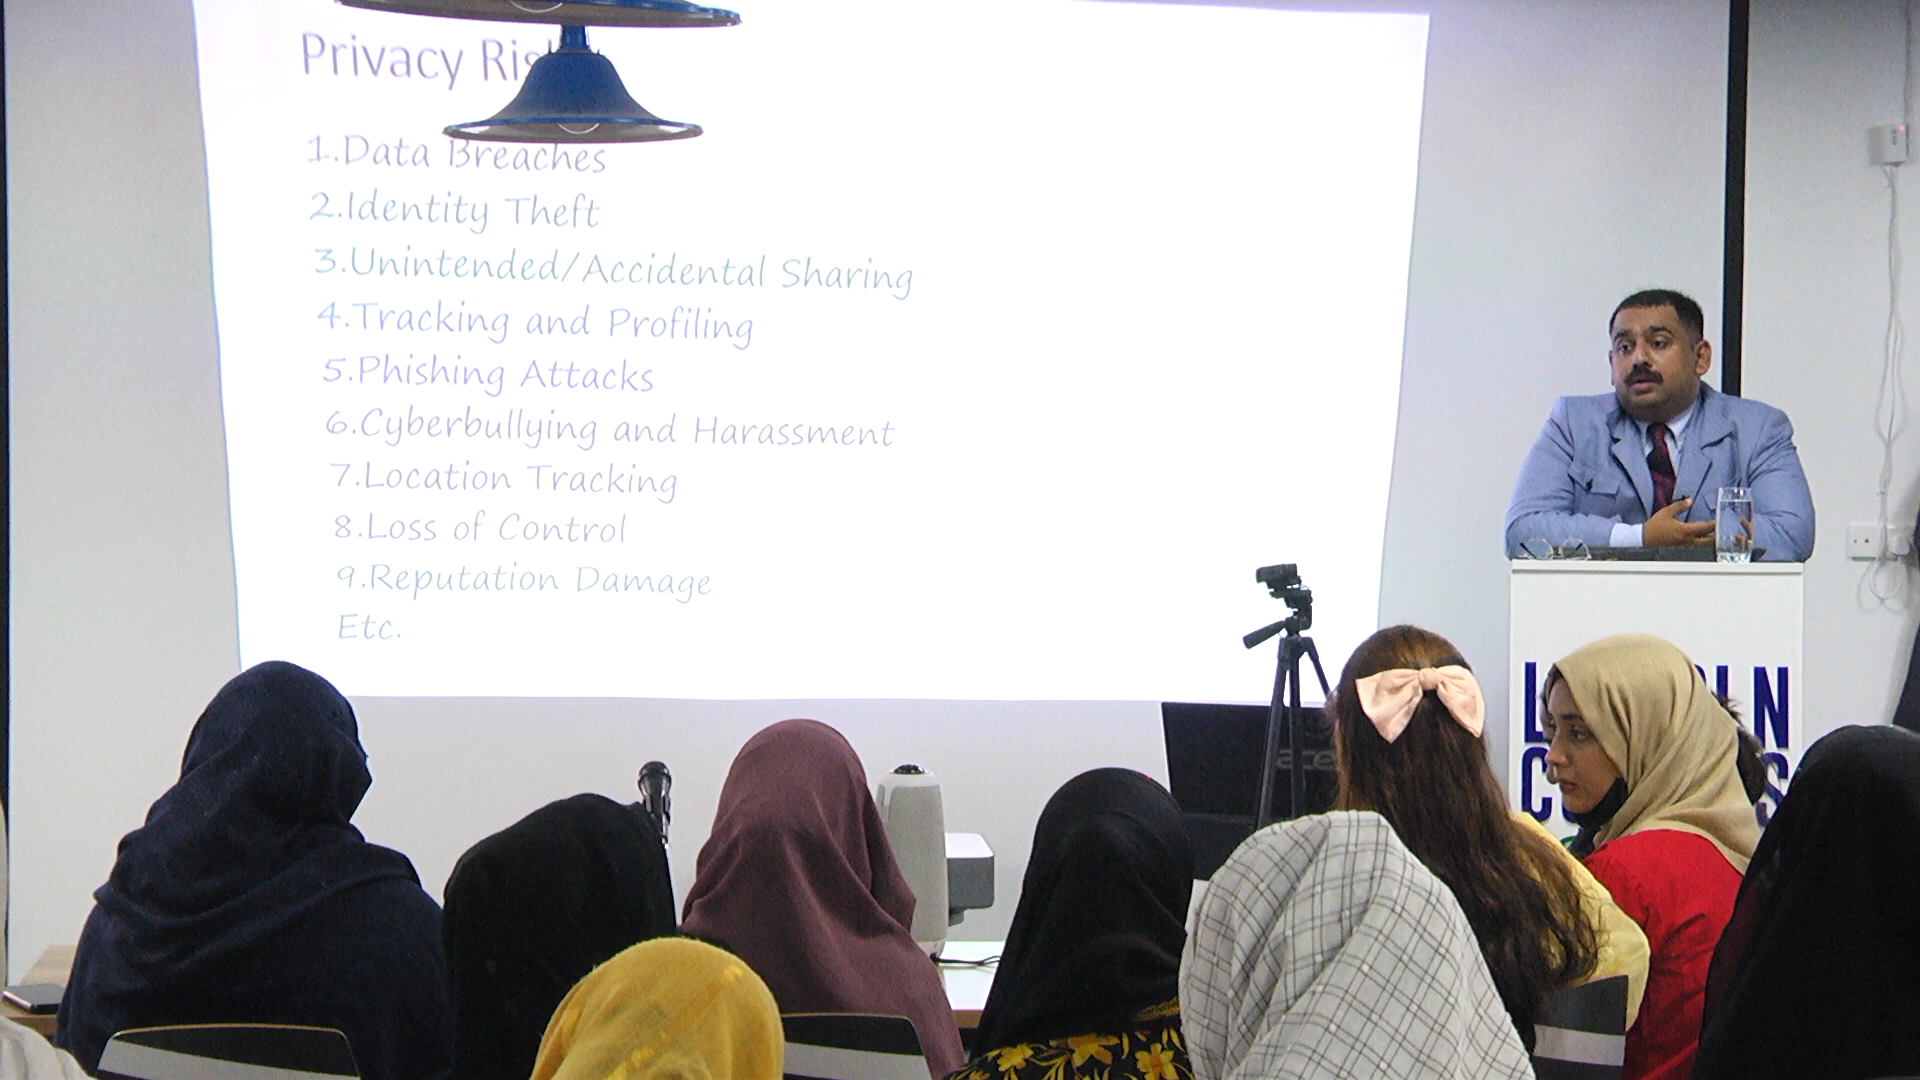 Privacy
1.Data Breaches
2.Identity Theft
3.Unintended/Accidental Sharing
4.Tracking and Profiling
5.Phishing Attacks
6.Cyberbullying and Harassment
7.Location Tracking
8.Loss of Control
9.Reputation Damage
Etc.